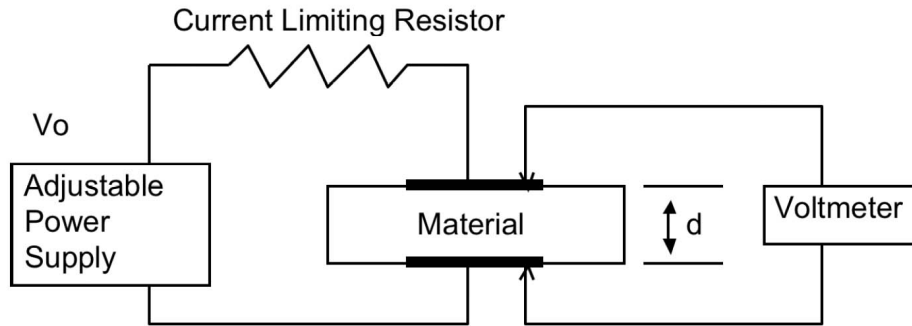 Current Limiting Resistor
Vo
Adjustable
Power
Supply
Material
d
Voltmeter